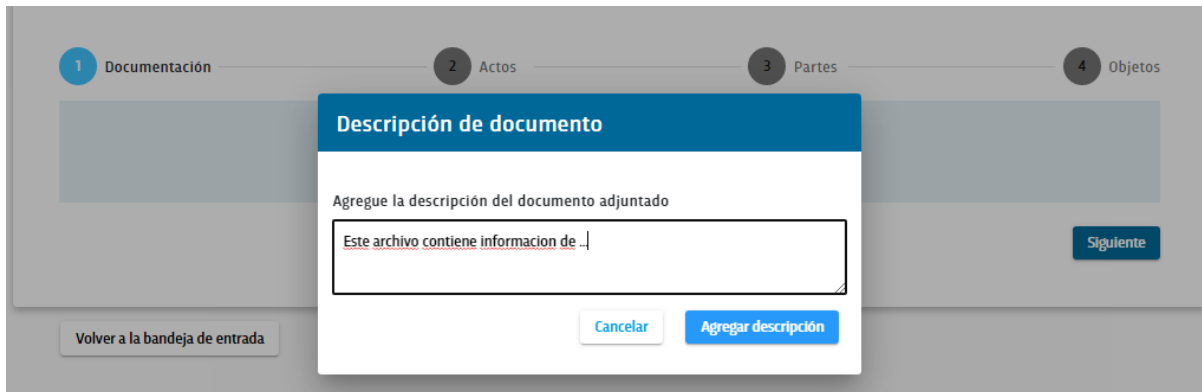 1 Documentación 2 Actos 3 Partes 4 Objetos
Descripción de documento
Agregue la descripción del documento adjuntado
Este archivo contiene informacion de ...
Siguiente
Cancelar Agregar descripción
Volver a la bandeja de entrada